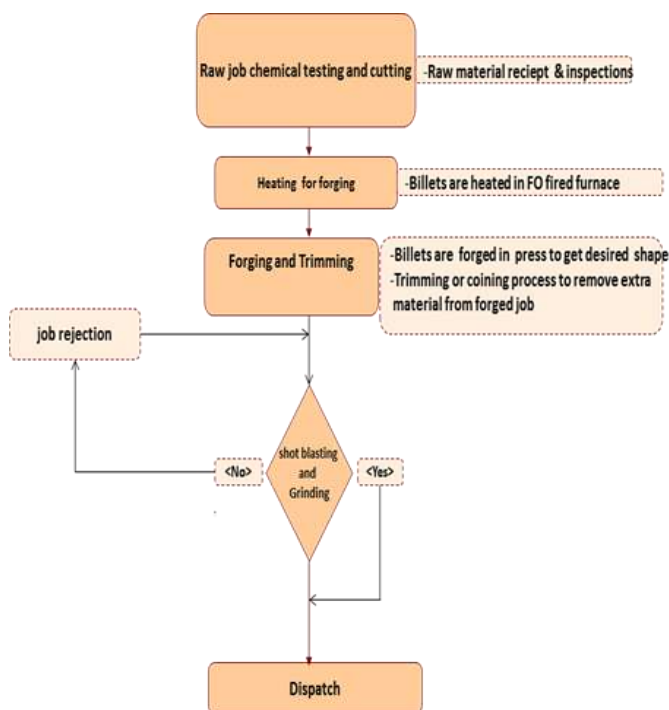 Raw job chemical testing and cutting
-Raw material reciept & inspections
Heating for forging
-Billets are heated in FO fired furnace
Forging and Trimming
-Billets are forged in press to get desired shape
-Trimming or coining process to remove extra
material from forged job
job rejection
shot blasting
and
Grinding
<No>
<Yes>
Dispatch